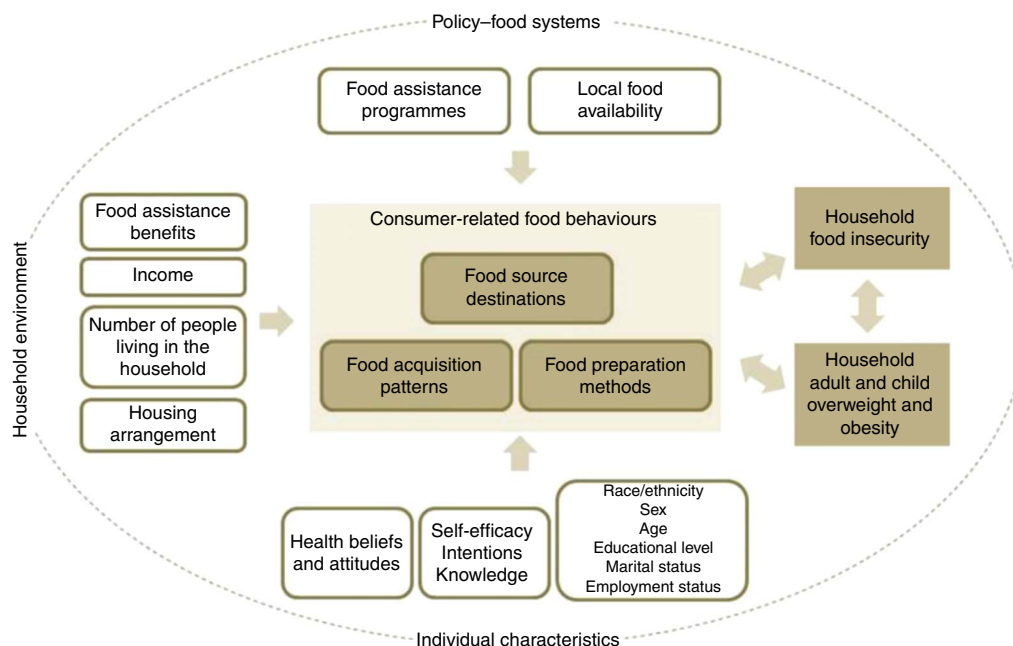 Policy–food systems
Food assistance
programmes
Local food
availability
Household environment
Food assistance
benefits
Income
Number of people
living in the
household
Housing
arrangement
Consumer-related food behaviours
Food source
destinations
Food acquisition
patterns
Food preparation
methods
Household
food insecurity
Household
adult and child
overweight and
obesity
Health beliefs
and attitudes
Self-efficacy
Intentions
Knowledge
Race/ethnicity
Sex
Age
Educational level
Marital status
Employment status
Individual characteristics